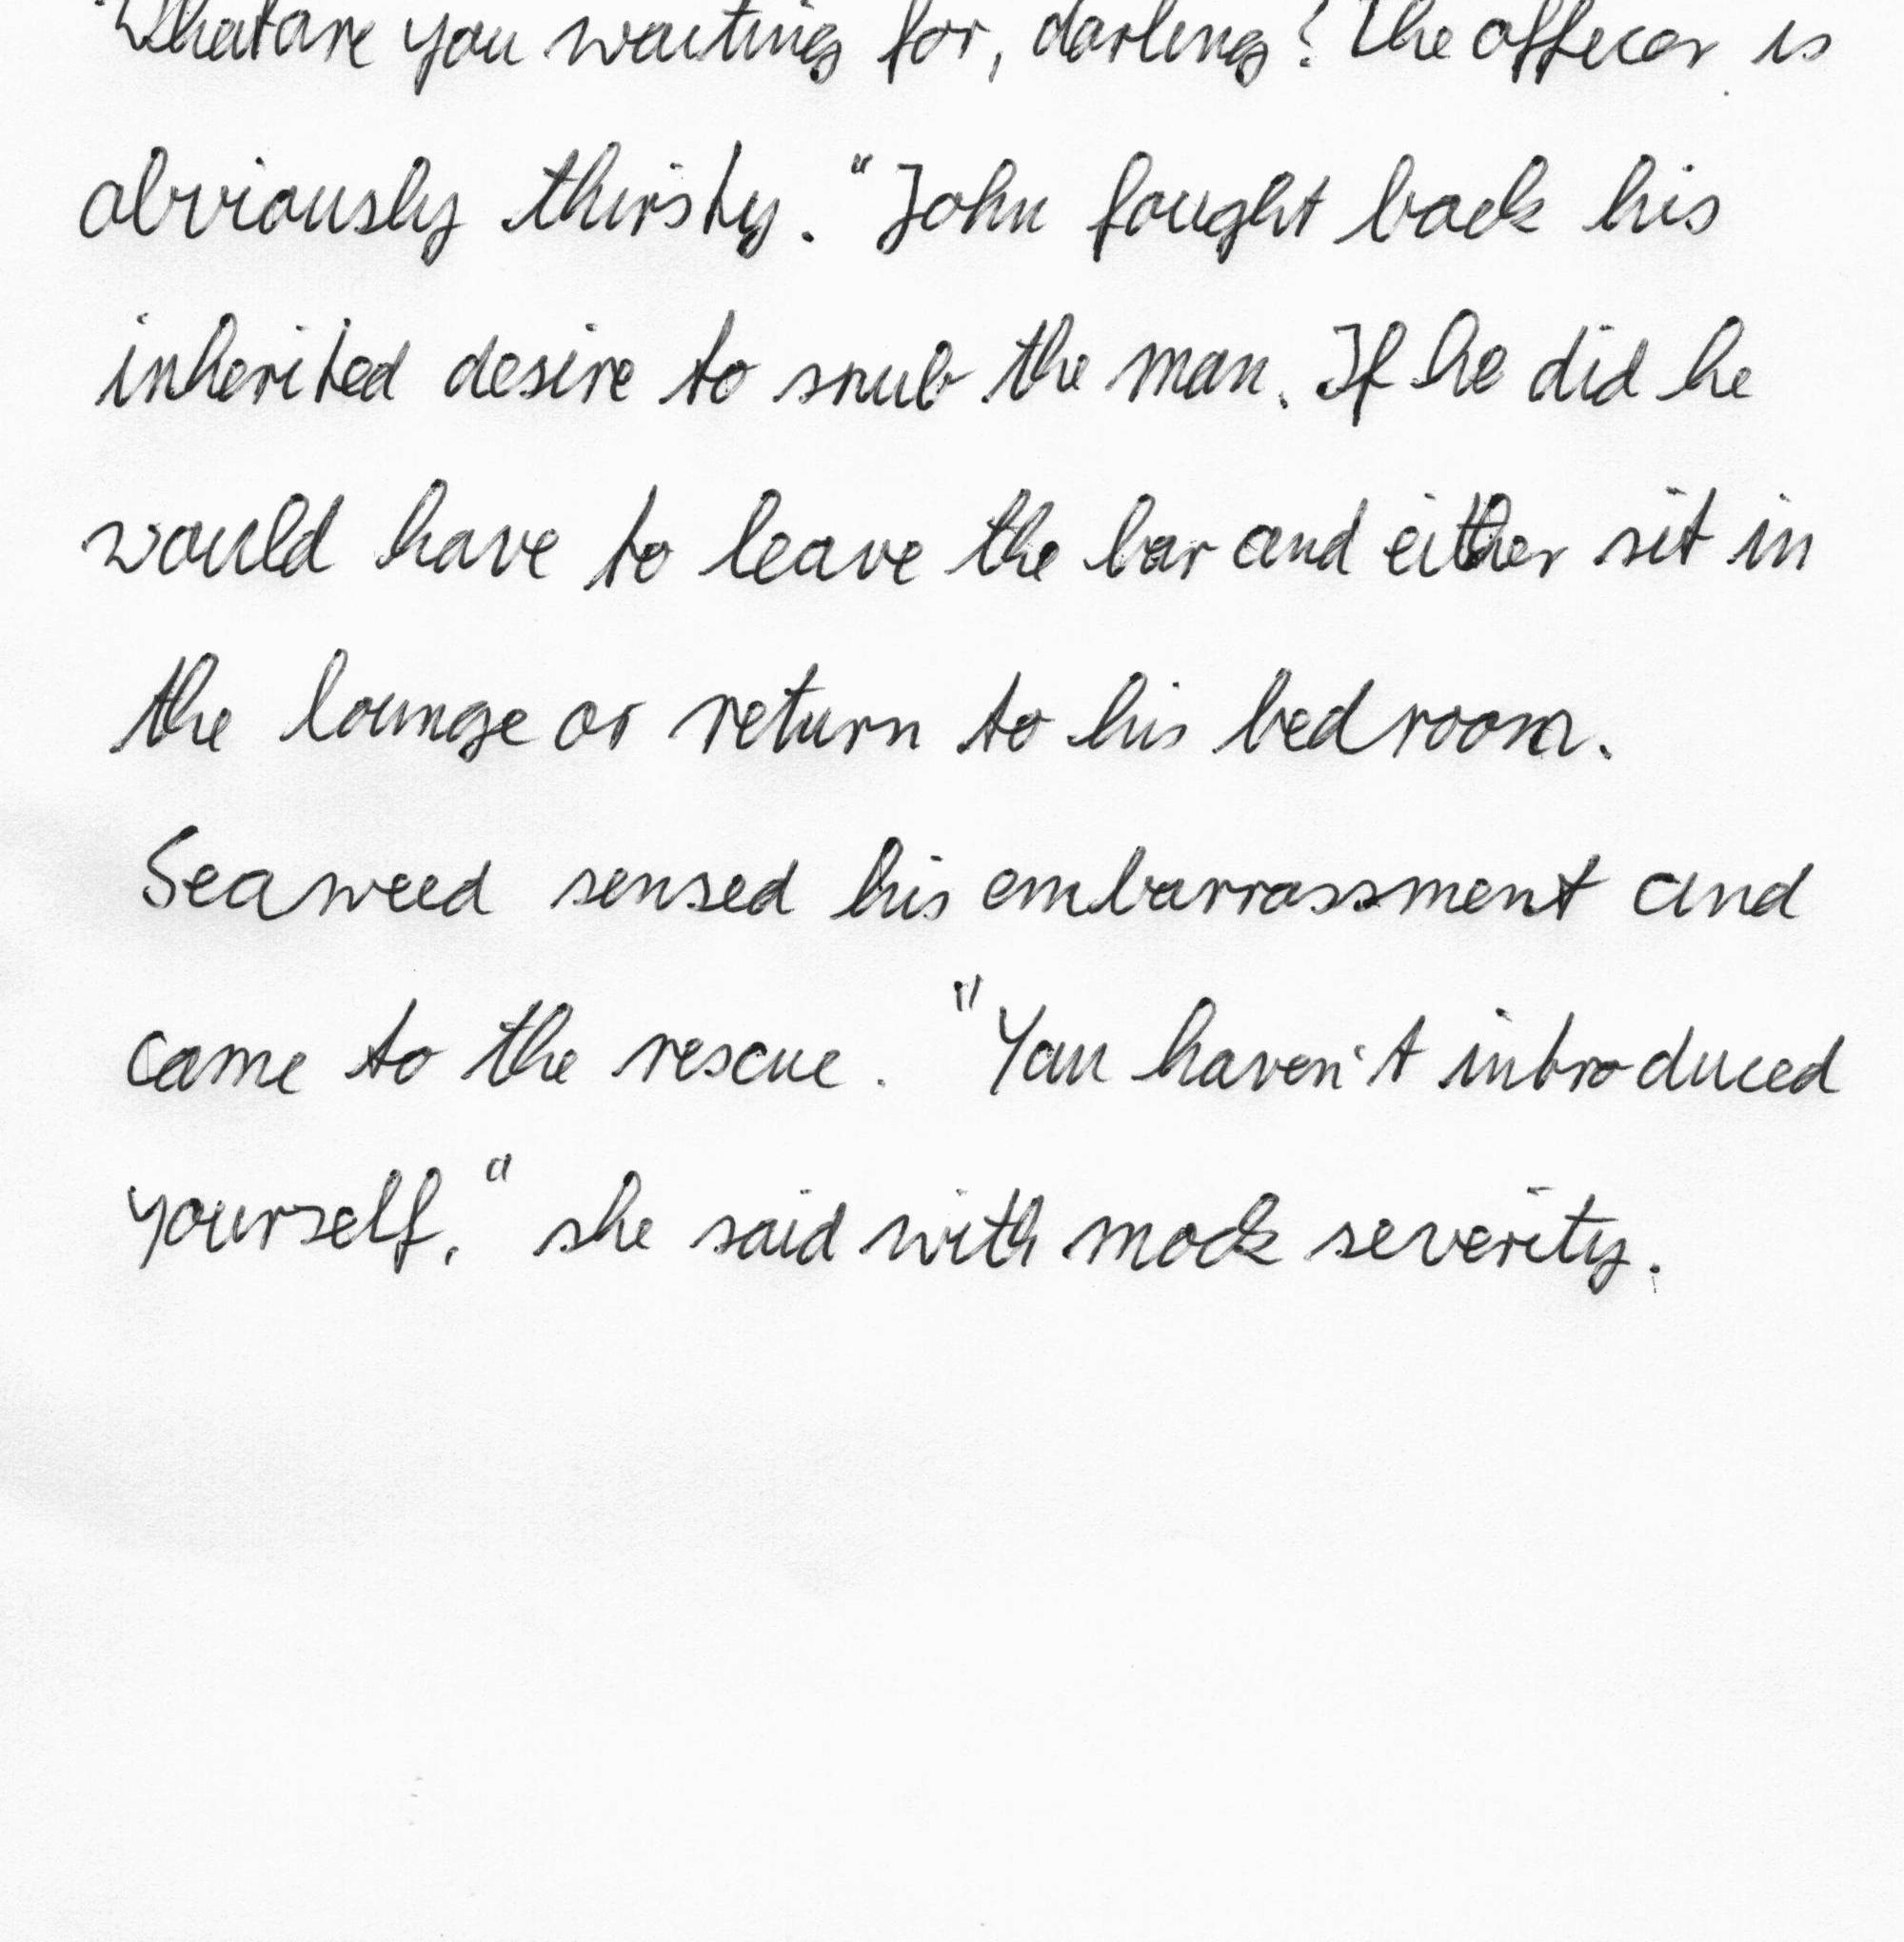 "What are you waiting for, darling? The officer is
obviously thirsty." John fought back his
inherited desire to snub the man. If he did he
would have to leave the bar and either sit in
the lounge or return to his bedroom.
Seaweed sensed his embarrassment and
came to the rescue. "You haven't introduced
yourself," she said with mock severity.